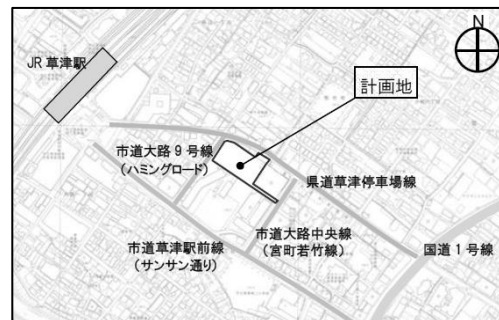 N
JR 草津駅
計画地
市道大路 9 号線
(ハミングロード)
県道草津停車場線
市道大路中央線
(宮町若竹線)
市道草津駅前線
(サンサン通り)
国道 1 号線